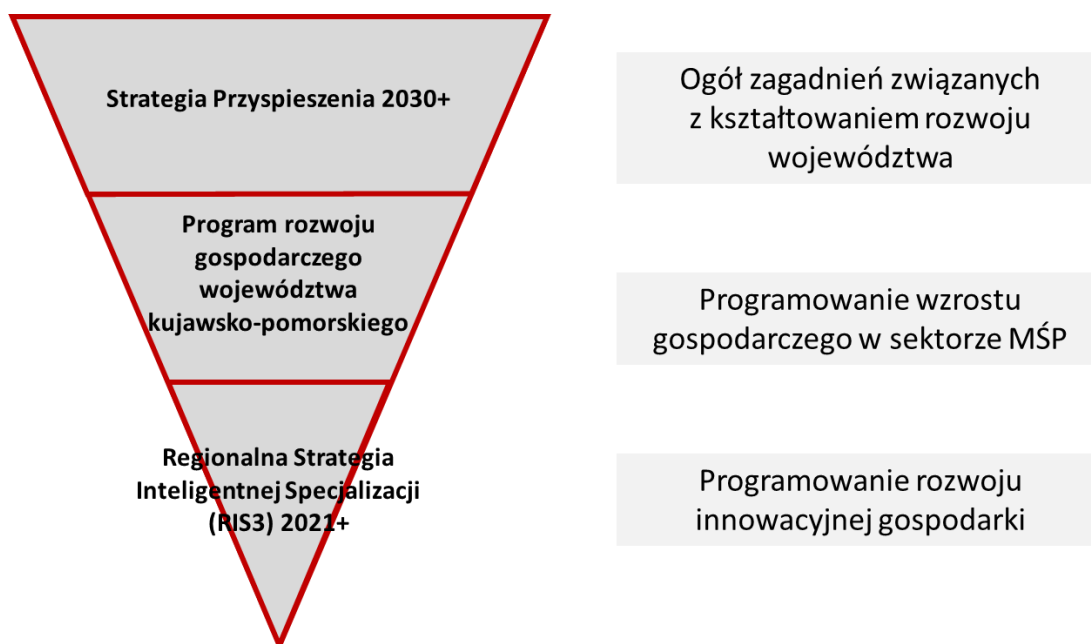 Strategia Przyspieszenia 2030+
Ogół zagadnień związanych
z kształtowaniem rozwoju
województwa
Program rozwoju
gospodarczego
województwa
kujawsko-pomorskiego
Programowanie wzrostu
gospodarczego w sektorze MŚP
Regionalna Strategia
Inteligentnej Specjalizacji
(RIS3) 2021+
Programowanie rozwoju
innowacyjnej gospodarki